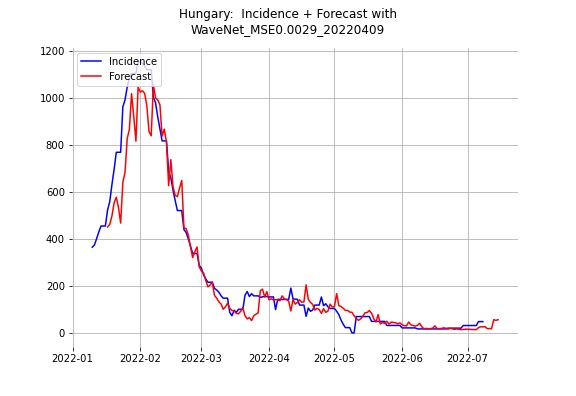 Hungary:  Incidence + Forecast with
WaveNet_MSE0.0029_20220409
1200
Incidence
Forecast
1000
800
600
400
200
0
2022-01 2022-02 2022-03 2022-04 2022-05 2022-06 2022-07